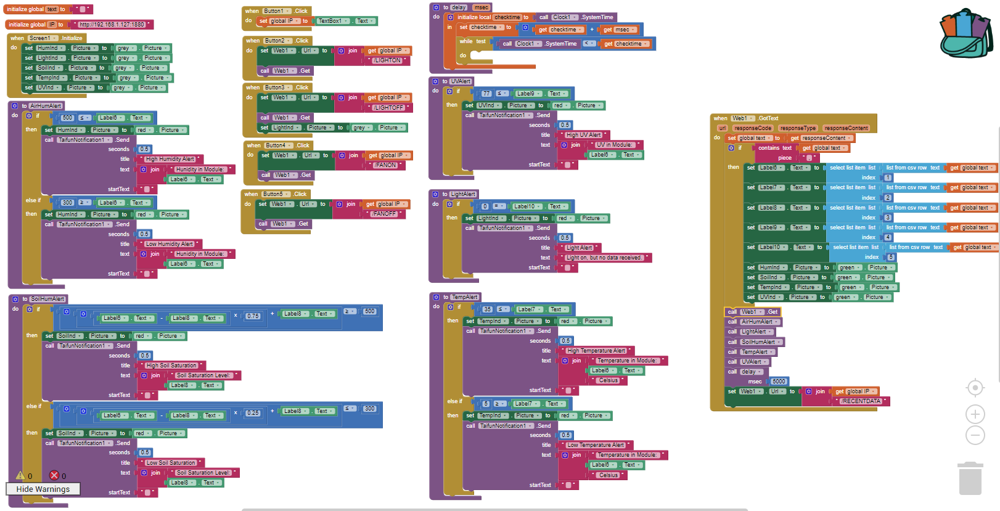 initialize global text to " "
initialize global IP to " http://192.168.1.127:1880 "
when Screen1 .Initialize
do set HumInd . Picture to grey . Picture
set LightInd . Picture to grey . Picture
set SoilInd . Picture to grey . Picture
set TempInd . Picture to grey . Picture
set UVInd . Picture to grey . Picture
to AirHumAlert
do if 500 ≤ Label6 . Text
then set HumInd . Picture to red . Picture
call TaifunNotification1 .Send
seconds 0.5
title " High Humidity Alert "
text join " Hunidity in Module: "
Label6 . Text
startText " "
else if 300 ≥ Label6 . Text
then set HumInd . Picture to red . Picture
call TaifunNotification1 .Send
seconds 0.5
title " Low Humidity Alert "
text join " Hunidity in Module: "
Label6 . Text
startText " "
to SoilHumAlert
do if Label6 . Text - Label8 . Text × 0.75 + Label8 . Text ≥ 500
then set SoilInd . Picture to red . Picture
call TaifunNotification1 .Send
seconds 0.5
title " High Soil Saturation "
text join " Soil Saturation Level: "
Label8 . Text
startText " "
else if Label6 . Text - Label8 . Text × 0.25 + Label8 . Text ≤ 300
then set SoilInd . Picture to red . Picture
call TaifunNotification1 .Send
seconds 0.5
title " Low Soil Saturation "
text join " Soil Saturation Level: "
Label8 . Text
startText " "
0 0
Hide Warnings
when Button1 .Click
do set global IP to TextBox1 . Text
when Button2 .Click
do set Web1 . Url to join get global IP
" /LIGHTON "
call Web1 .Get
when Button3 .Click
do set Web1 . Url to join get global IP
" /LIGHTOFF "
call Web1 .Get
set LightInd . Picture to grey . Picture
when Button4 .Click
do set Web1 . Url to join get global IP
" /FANON "
call Web1 .Get
when Button5 .Click
do set Web1 . Url to join get global IP
" /FANOFF "
call Web1 .Get
to delay msec
do initialize local checktime to call Clock1 .SystemTime
in set checktime to get checktime + get msec
while test call Clock1 .SystemTime < get checktime
do
to UVAlert
do if 77 ≤ Label9 . Text
then set UVInd . Picture to red . Picture
call TaifunNotification1 .Send
seconds 0.5
title " High UV Alert "
text join " UV in Module: "
Label6 . Text
startText " "
to LightAlert
do if 0 = Label10 . Text
then set LightInd . Picture to red . Picture
call TaifunNotification1 .Send
seconds 0.5
title " Light Alert "
text " Light on, but no data received. "
startText " "
to TempAlert
do if 35 ≤ Label7 . Text
then set TempInd . Picture to red . Picture
call TaifunNotification1 .Send
seconds 0.5
title " High Temperature Alert "
text join " Temperature in Module: "
Label6 . Text
" Celsius "
startText " "
else if 5 ≥ Label7 . Text
then set TempInd . Picture to red . Picture
call TaifunNotification1 .Send
seconds 0.5
title " Low Temperature Alert "
text join " Temperature in Module: "
Label6 . Text
" Celsius "
startText " "
when Web1 .GotText
url responseCode responseType responseContent
do set global text to get responseContent
if contains text get global text
piece " , "
then set Label6 . Text to select list item list list from csv row text get global text
index 1
set Label7 . Text to select list item list list from csv row text get global text
index 2
set Label8 . Text to select list item list list from csv row text get global text
index 3
set Label9 . Text to select list item list list from csv row text get global text
index 4
set Label10 . Text to select list item list list from csv row text get global text
index 5
set HumInd . Picture to green . Picture
set SoilInd . Picture to green . Picture
set TempInd . Picture to green . Picture
set UVInd . Picture to green . Picture
call Web1 .Get
call AirHumAlert
call LightAlert
call SoilHumAlert
call TempAlert
call UVAlert
call delay
msec 5000
set Web1 . Url to join get global IP
" /RECENTDATA "